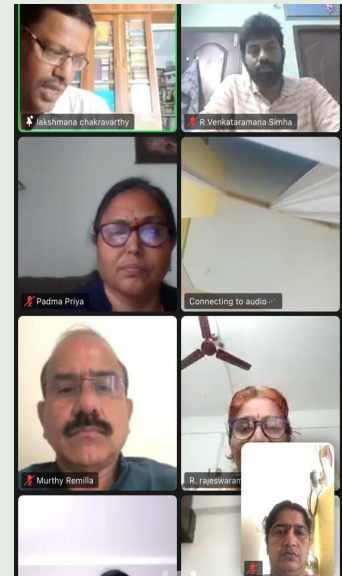 lakshmana chakravarthy
R Venkataramana Simha
Padma Priya
Connecting to audio
Murthy Remilla
R. rajeswaram